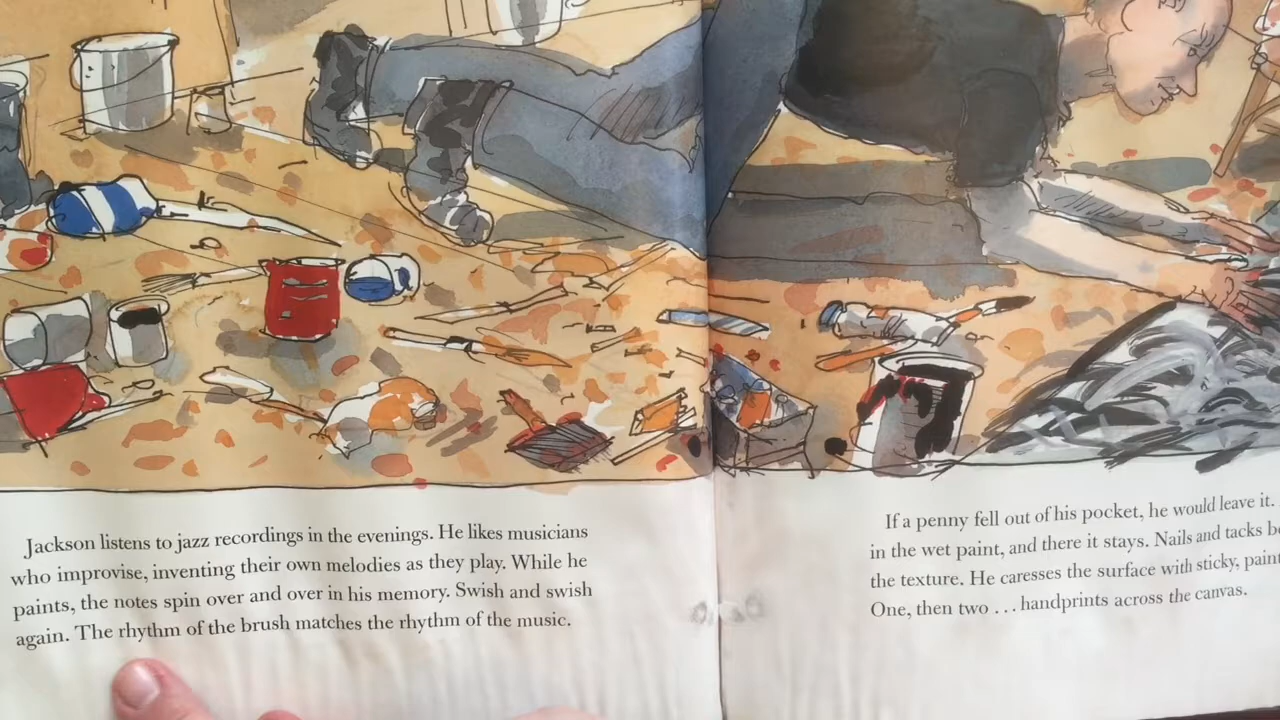 Jackson listens to jazz recordings in the evenings. He likes musicians
who improvise, inventing their own melodies as they play. While he
paints, the notes spin over and over in his memory. Swish and swish
again. The rhythm of the brush matches the rhythm of the music.
If a penny fell out of his pocket, he would leave it.
in the wet paint, and there it stays. Nails and tacks
the texture. He caresses the surface with sticky,
One, then two . . . handprints across the canvas.